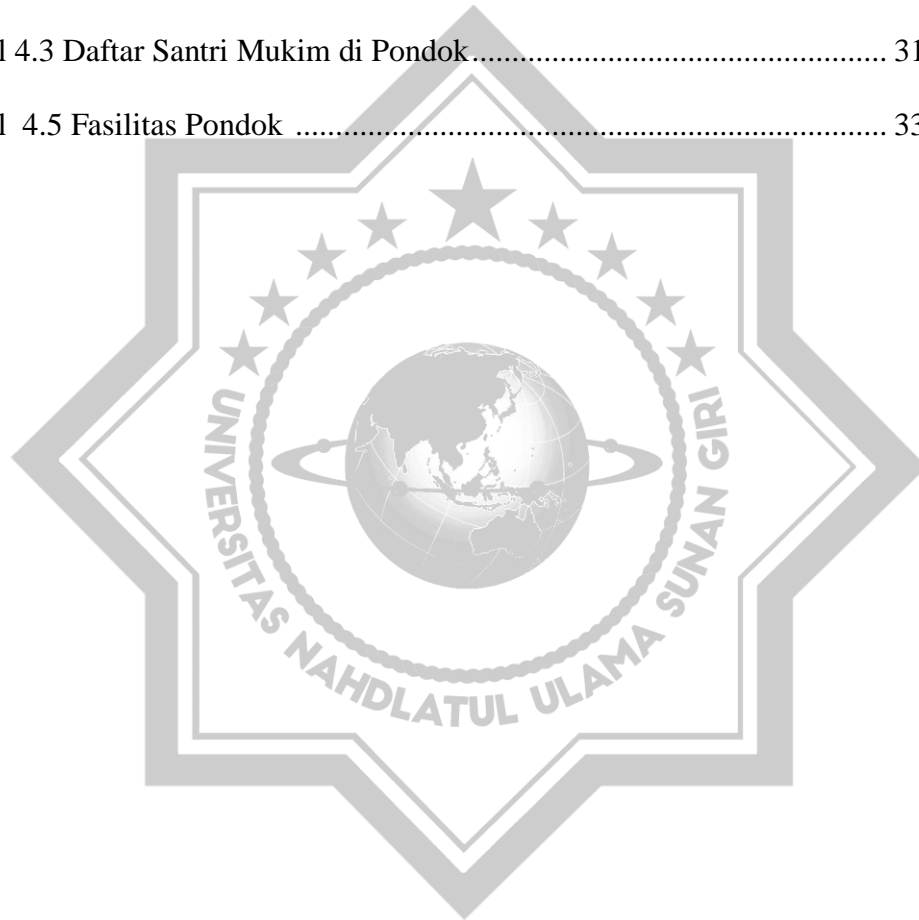 l 4.3 Daftar Santri Mukim di Pondok.................................................... 31
l 4.5 Fasilitas Pondok .......................................................................... 33
UNIVERSITAS NAHDLATUL ULAMA SUNAN GIRI